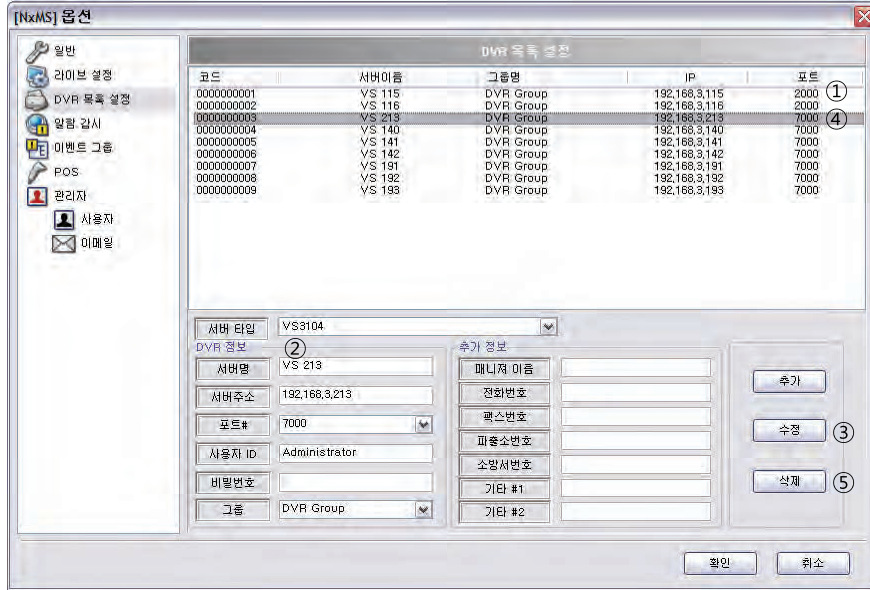 [NxMS] 옵션
일반
라이브 설정
DVR 목록 설정
알람 감시
이벤트 그룹
POS
관리자
사용자
이메일
DVR 목록 설정
코드 서버이름 그룹명 IP 포트
0000000001 VS 115 DVR Group 192,168,3,115 2000 ①
0000000002 VS 116 DVR Group 192,168,3,116 2000
0000000003 VS 213 DVR Group 192,168,3,213 7000 ④
0000000004 VS 140 DVR Group 192,168,3,140 7000
0000000005 VS 141 DVR Group 192,168,3,141 7000
0000000006 VS 142 DVR Group 192,168,3,142 7000
0000000007 VS 191 DVR Group 192,168,3,191 7000
0000000008 VS 192 DVR Group 192,168,3,192 7000
0000000009 VS 193 DVR Group 192,168,3,193 7000
서버 타입 VS3104
DVR 정보 ②
서버명 VS 213
서버주소 192,168,3,213
포트# 7000
사용자 ID Administrator
비밀번호
그룹 DVR Group
추가 정보
매니져 이름
전화번호
팩스번호
파출소번호
소방서번호
기타 #1
기타 #2
추가
수정 ③
삭제 ⑤
확인 취소